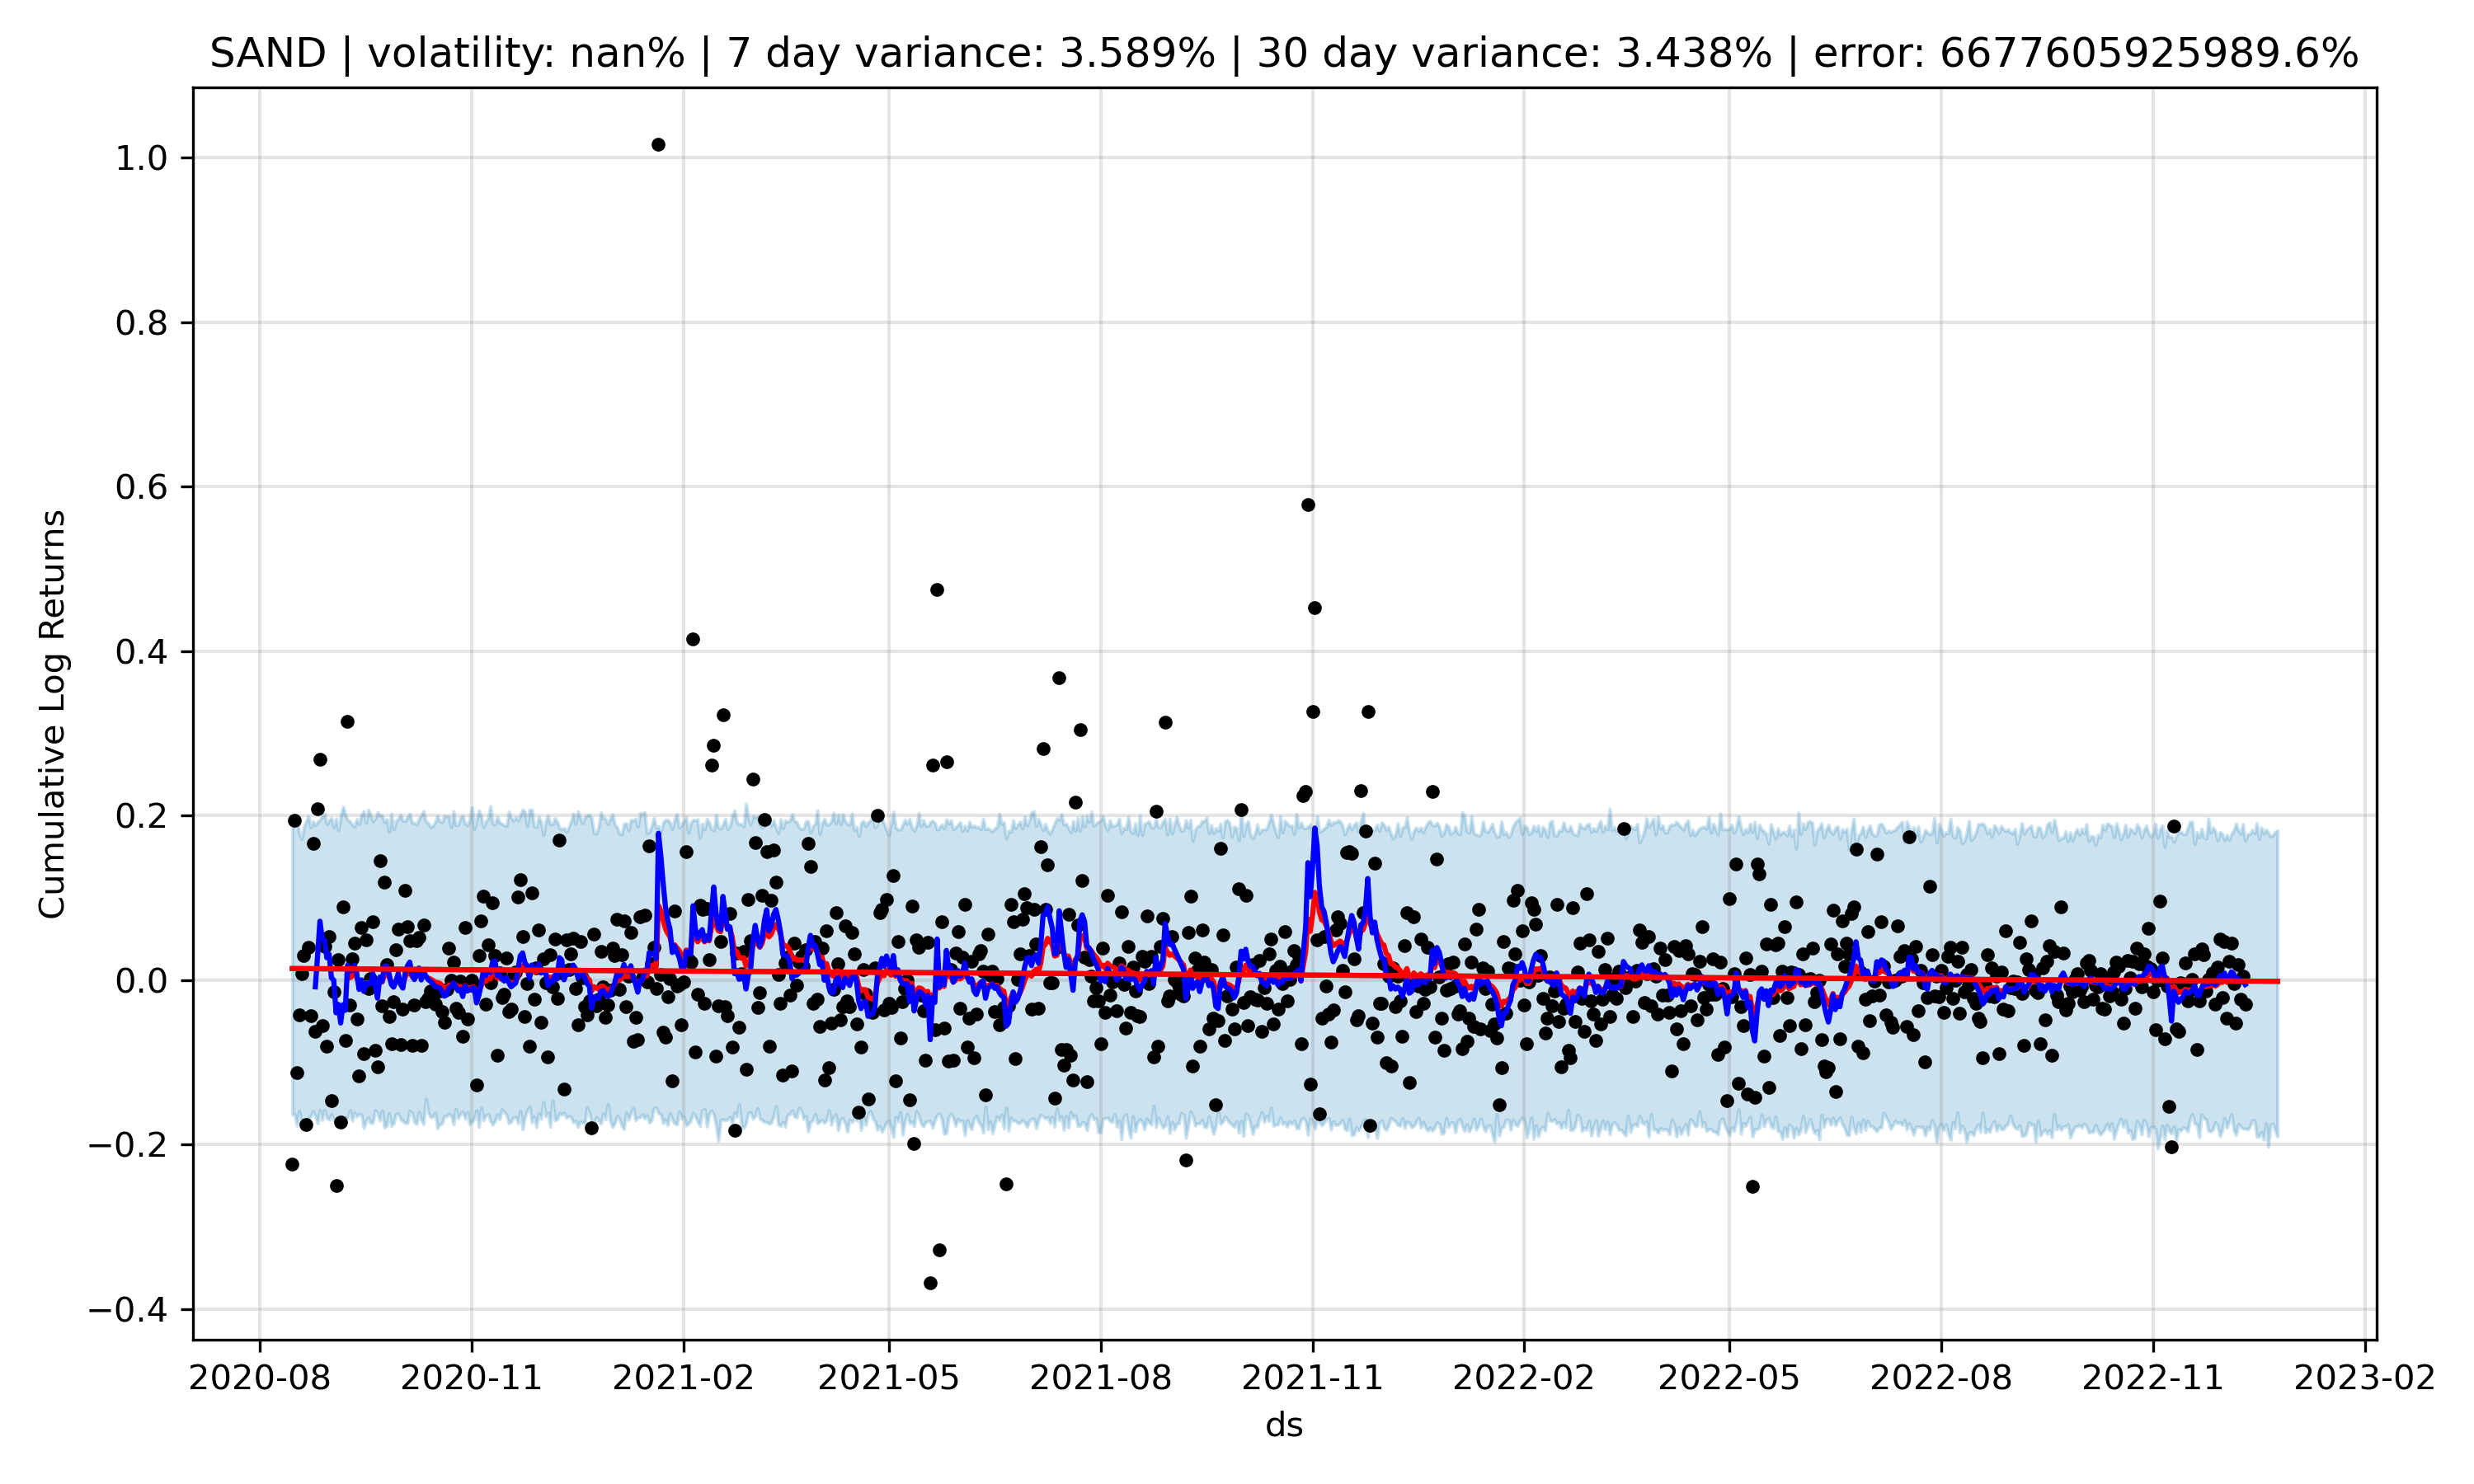 SAND | volatility: nan% | 7 day variance: 3.589% | 30 day variance: 3.438% | error: 6677605925989.6%
Cumulative Log Returns
1.0
0.8
0.6
0.4
0.2
0.0
−0.2
−0.4
2020-08 2020-11 2021-02 2021-05 2021-08 2021-11 2022-02 2022-05 2022-08 2022-11 2023-02
ds